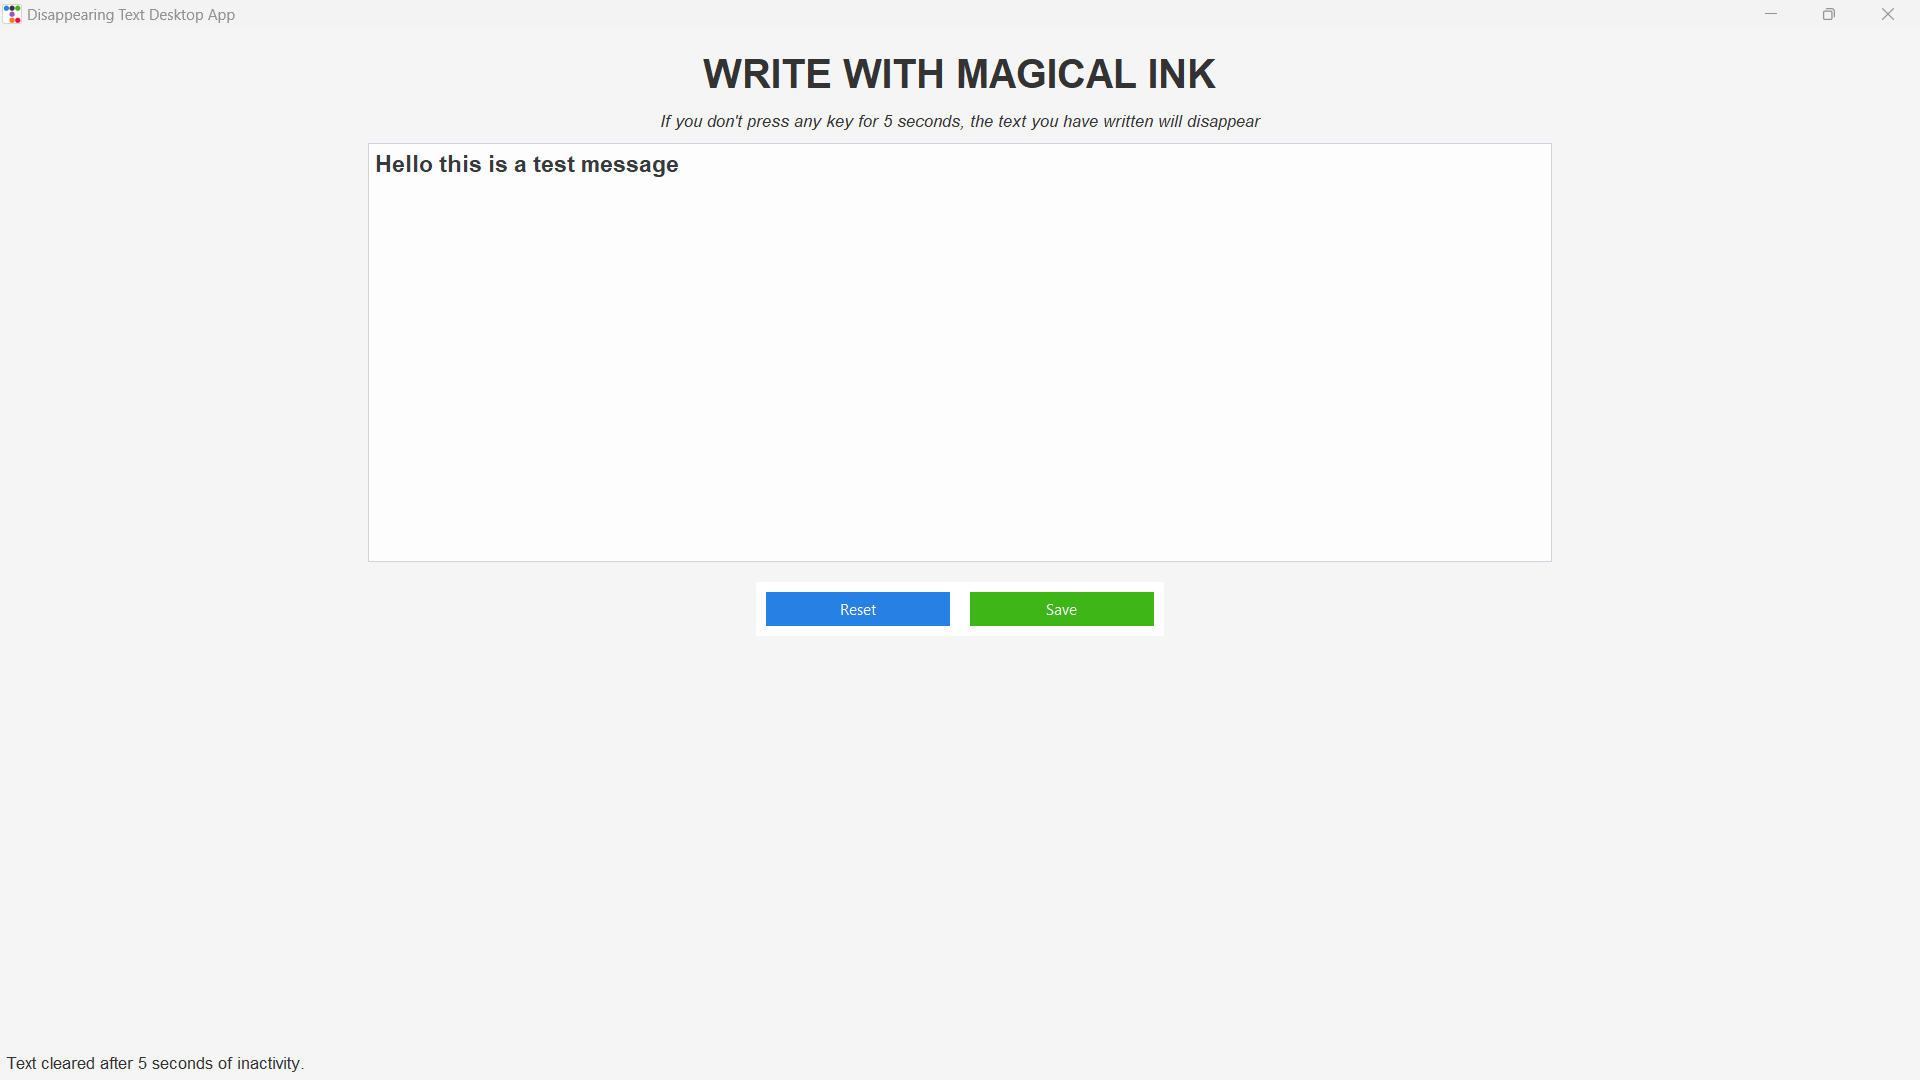 Disappearing Text Desktop App
WRITE WITH MAGICAL INK
If you don't press any key for 5 seconds, the text you have written will disappear
Hello this is a test message
Reset
Save
Text cleared after 5 seconds of inactivity.